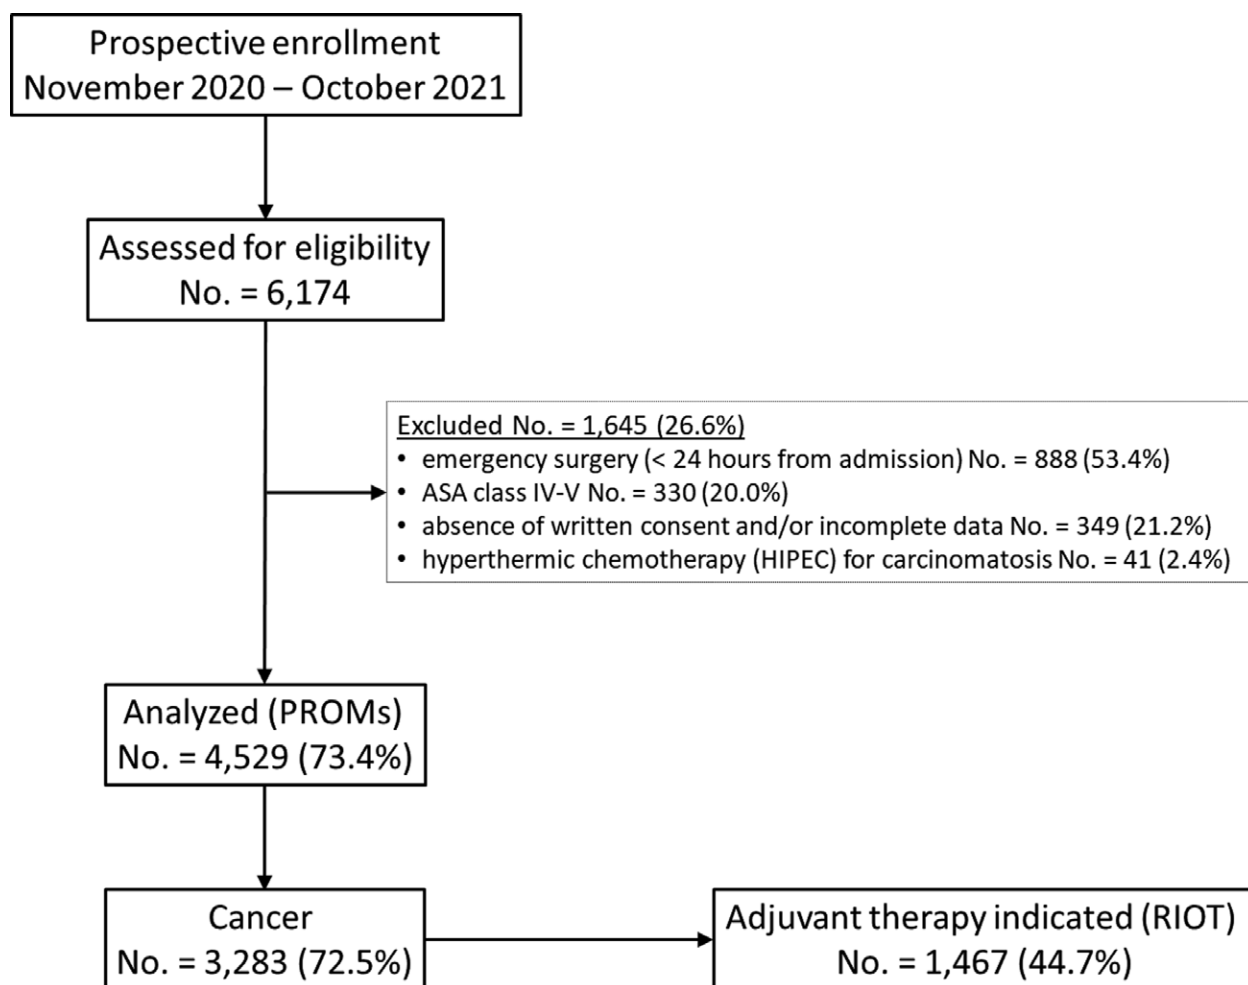 Prospective enrollment
November 2020 – October 2021
Assessed for eligibility
No. = 6,174
Excluded No. = 1,645 (26.6%)
• emergency surgery (< 24 hours from admission) No. = 888 (53.4%)
• ASA class IV-V No. = 330 (20.0%)
• absence of written consent and/or incomplete data No. = 349 (21.2%)
• hyperthermic chemotherapy (HIPEC) for carcinomatosis No. = 41 (2.4%)
Analyzed (PROMs)
No. = 4,529 (73.4%)
Cancer
No. = 3,283 (72.5%)
Adjuvant therapy indicated (RIOT)
No. = 1,467 (44.7%)